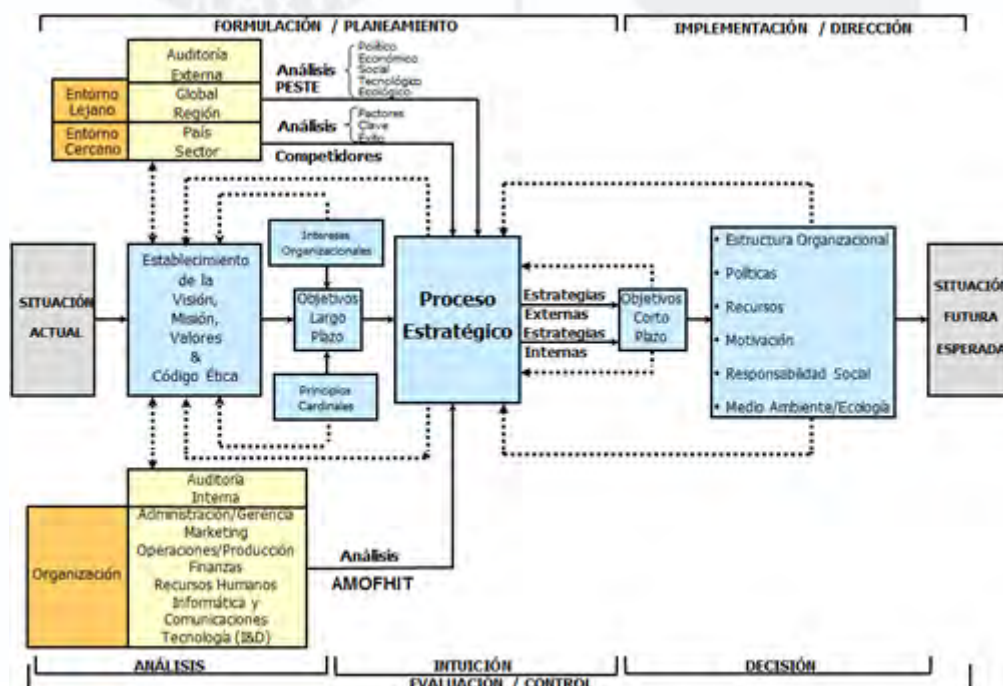 FORMULACIÓN / PLANEAMIENTO
IMPLEMENTACIÓN / DIRECCIÓN
Auditoría
Externa
Entorno
Lejano
Global
Región
Entorno
Cercano
País
Sector
Análisis
PESTE
Político
Económico
Social
Tecnológico
Ecológico
Análisis
Competidores
Factores
Clave
Éxito
SITUACIÓN
ACTUAL
Establecimiento
de la
Visión,
Misión,
Valores
&
Código Ética
Intereses
Organizacionales
Objetivos
Largo
Plazo
Principios
Cardinales
Proceso
Estratégico
Estrategias
Externas
Estrategias
Internas
Objetivos
Corto
Plazo
• Estructura Organizacional
• Políticas
• Recursos
• Motivación
• Responsabilidad Social
• Medio Ambiente/Ecología
SITUACIÓN
FUTURA
ESPERADA
Auditoría
Interna
Organización
Administración/Gerencia
Marketing
Operaciones/Producción
Finanzas
Recursos Humanos
Informática y
Comunicaciones
Tecnología (I&D)
Análisis
AMOFHIT
ANÁLISIS
INTUICIÓN
DECISIÓN
EVALUACIÓN / CONTROL